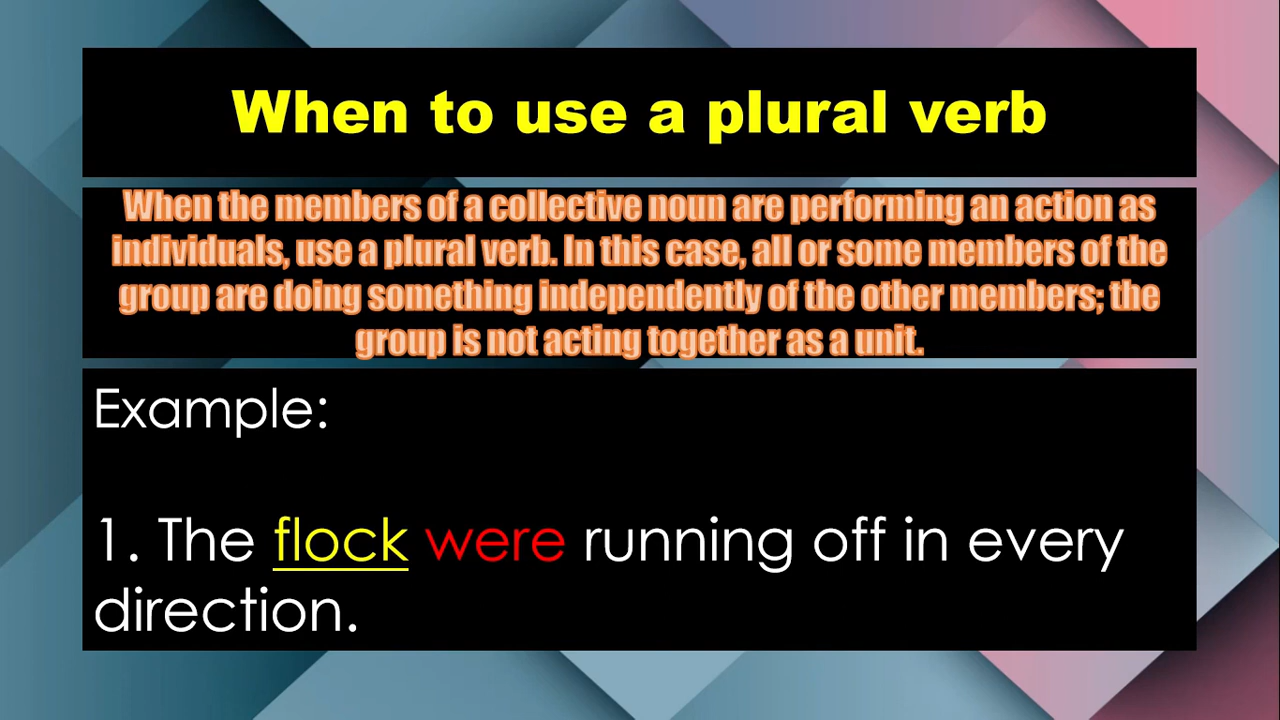 When to use a plural verb
When the members of a collective noun are performing an action as
individuals, use a plural verb. In this case, all or some members of the
group are doing something independently of the other members; the
group is not acting together as a unit.
Example:
1. The flock were running off in every
direction.